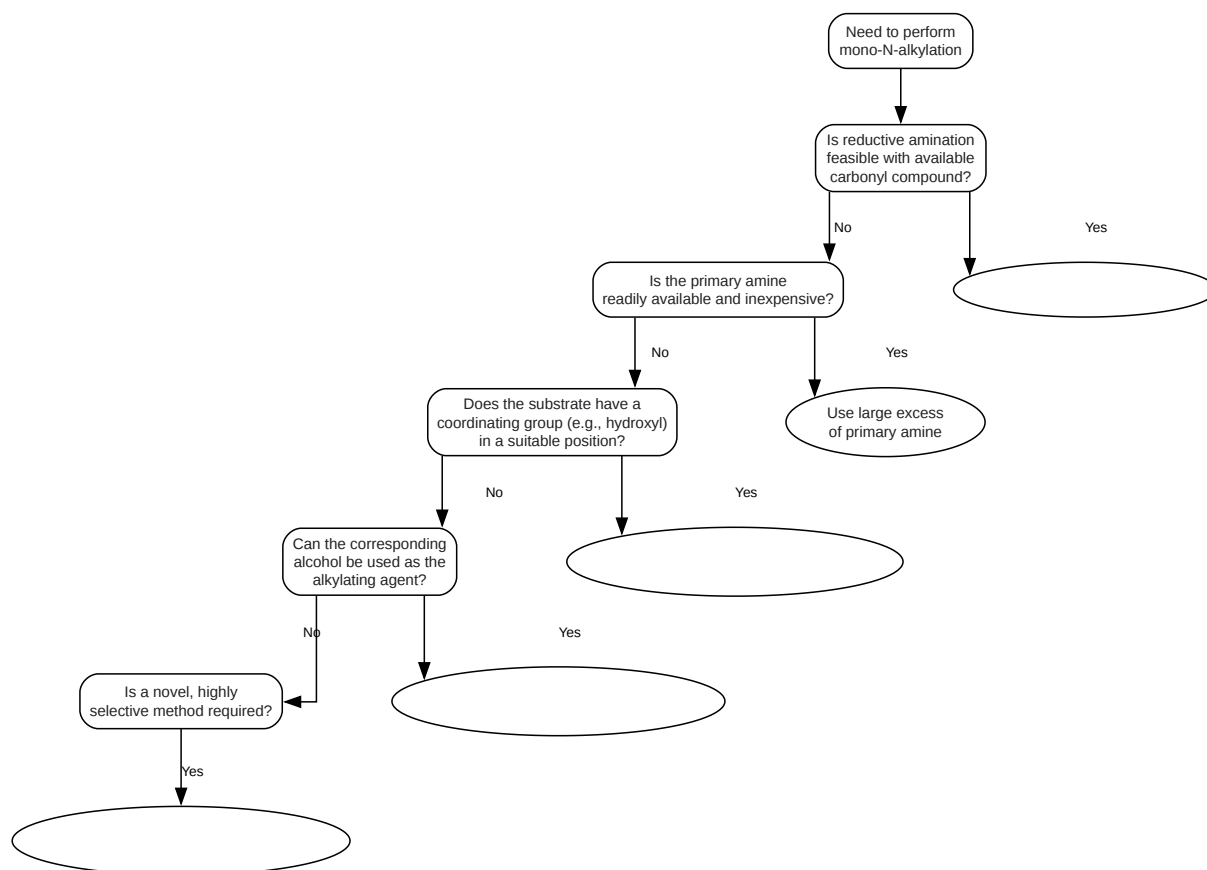 Need to perform
mono-N-alkylation
Is reductive amination
feasible with available
carbonyl compound?
No
Yes
Is the primary amine
readily available and inexpensive?
No
Yes
Does the substrate have a
coordinating group (e.g., hydroxyl)
in a suitable position?
Use large excess
of primary amine
No
Yes
Can the corresponding
alcohol be used as the
alkylating agent?
No
Yes
Is a novel, highly
selective method required?
Yes